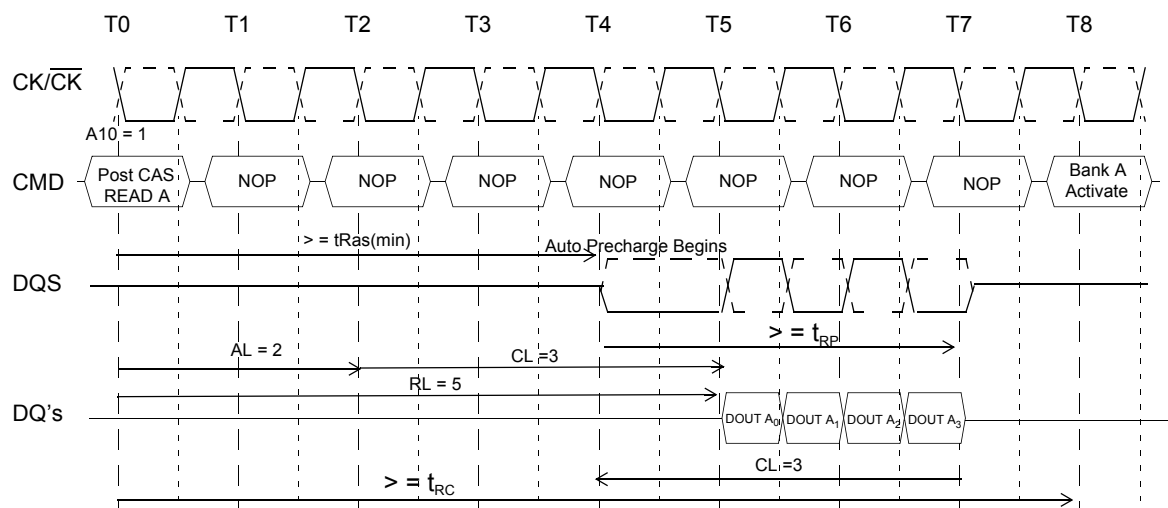 T0 T1 T2 T3 T4 T5 T6 T7 T8
CK/CK
A10 = 1
CMD
Post CAS
READ A
NOP NOP NOP NOP NOP NOP NOP
Bank A
Activate
> = tRas(min)
Auto Precharge Begins
DQS
> = tRP
AL = 2
CL =3
RL = 5
DQ's
DOUT A0 DOUT A1 DOUT A2 DOUT A3
CL =3
> = tRC